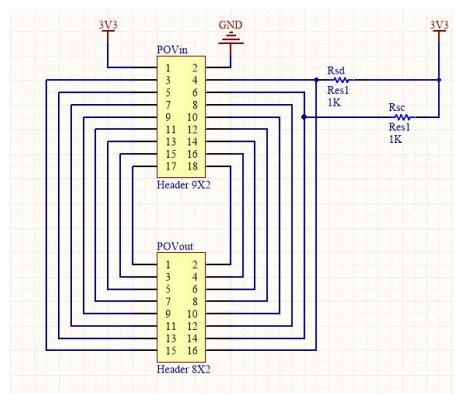 3V3 GND 3V3
POVin
1 2
3 4
5 6
7 8
9 10
11 12
13 14
15 16
17 18
Header 9X2
Rsd
Res1
1K
Rsc
Res1
1K
POVout
1 2
3 4
5 6
7 8
9 10
11 12
13 14
15 16
Header 8X2